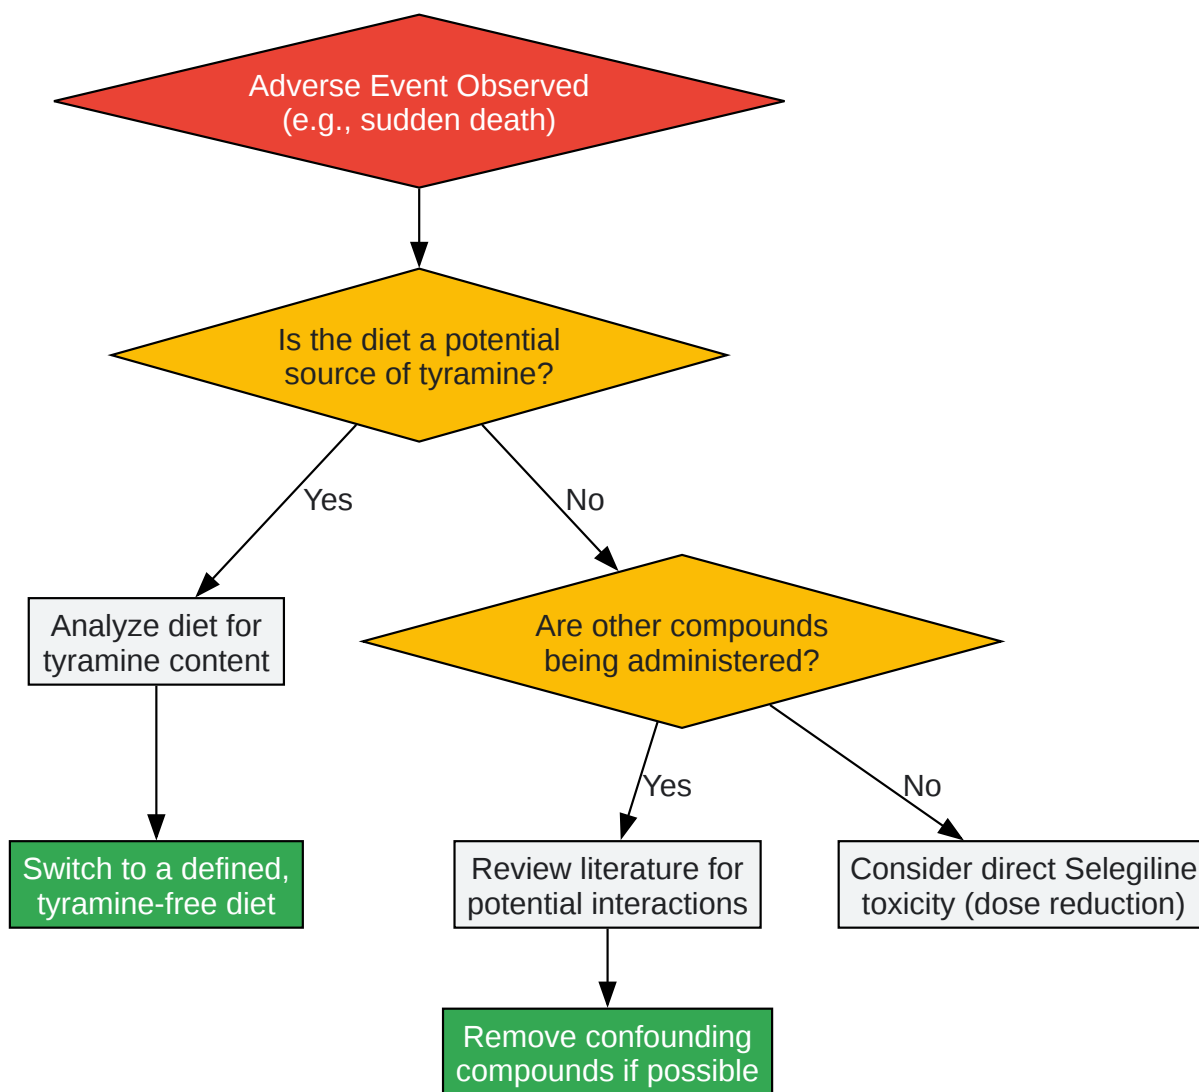 Adverse Event Observed
(e.g., sudden death)
Is the diet a potential
source of tyramine?
Yes
No
Analyze diet for
tyramine content
Are other compounds
being administered?
Yes
No
Switch to a defined,
tyramine-free diet
Review literature for
potential interactions
Consider direct Selegiline
toxicity (dose reduction)
Remove confounding
compounds if possible